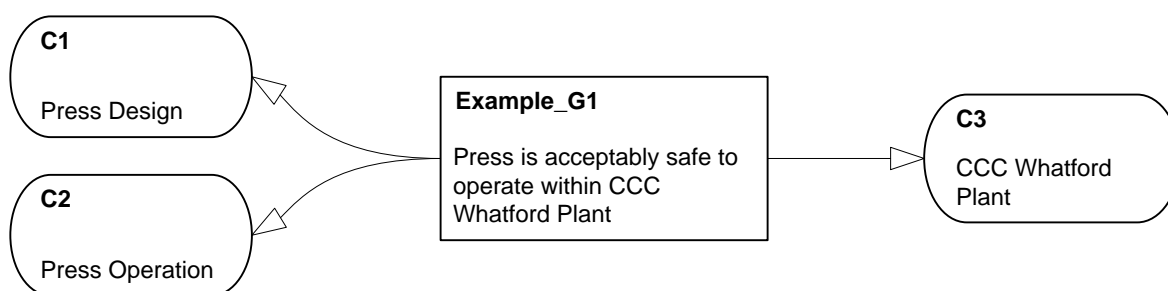 C1
Press Design
C2
Press Operation
Example_G1
Press is acceptably safe to
operate within CCC
Whatford Plant
C3
CCC Whatford
Plant